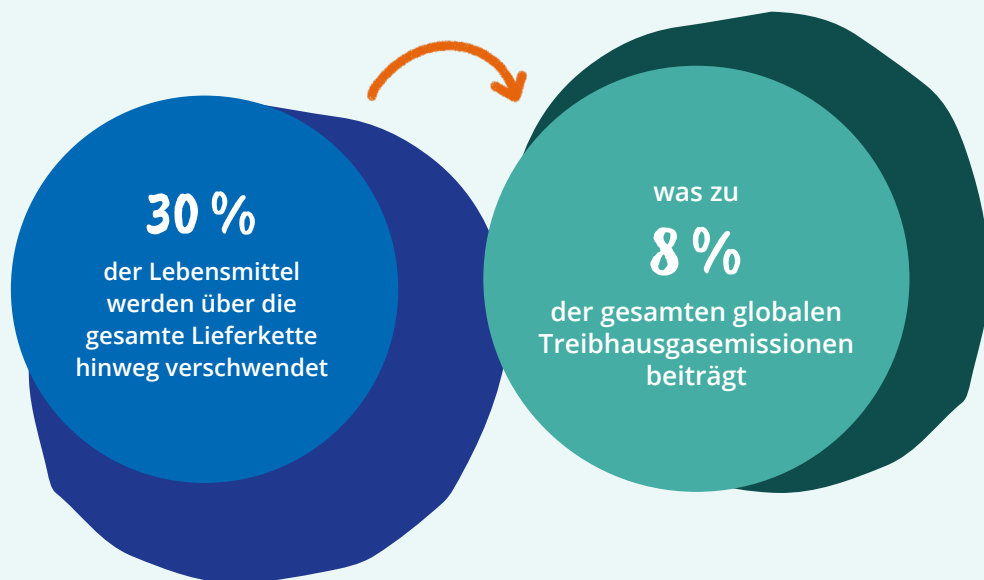 30 %
der Lebensmittel
werden über die
gesamte Lieferkette
hinweg verschwendet
was zu
8 %
der gesamten globalen
Treibhausgasemissionen
beiträgt